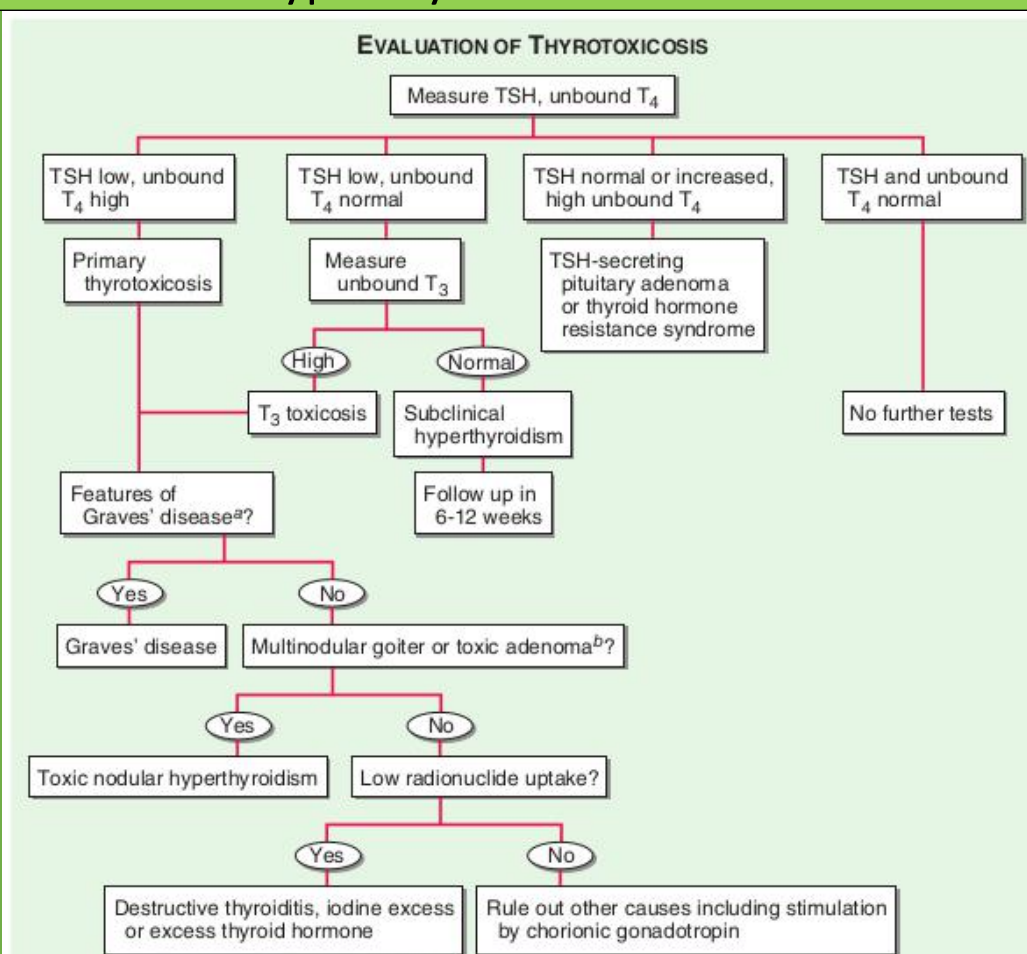 EVALUATION OF THYROTOXICOSIS
Measure TSH, unbound T4
TSH low, unbound
T4 high
TSH low, unbound
T4 normal
TSH normal or increased,
high unbound T4
TSH and unbound
T4 normal
Primary
thyrotoxicosis
Measure
unbound T3
TSH-secreting
pituitary adenoma
or thyroid hormone
resistance syndrome
High
Normal
T3 toxicosis
Subclinical
hyperthyroidism
No further tests
Features of
Graves' diseasea?
Follow up in
6-12 weeks
Yes
No
Graves' disease
Multinodular goiter or toxic adenomab?
Yes
No
Toxic nodular hyperthyroidism
Low radionuclide uptake?
Yes
No
Destructive thyroiditis, iodine excess
or excess thyroid hormone
Rule out other causes including stimulation
by chorionic gonadotropin